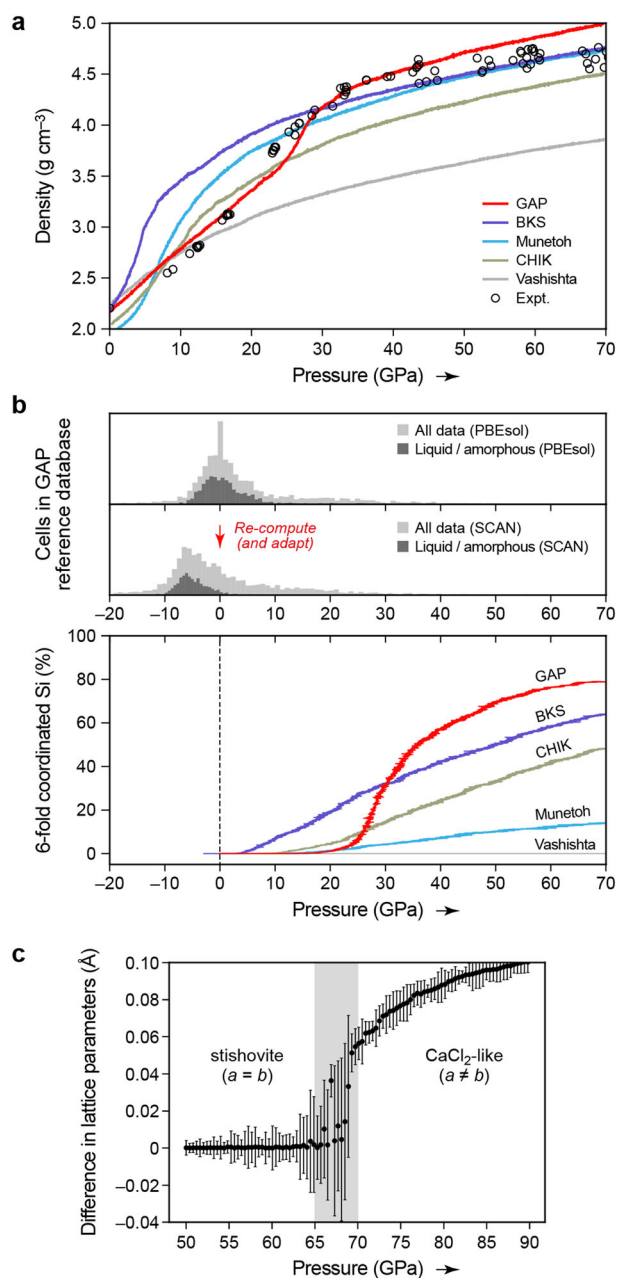 a
5.0
4.5
4.0
3.5
3.0
2.5
2.0
Density (g cm⁻³)
GAP
BKS
Munetoh
CHIK
Vashishta
Expt.
0 10 20 30 40 50 60 70
Pressure (GPa)
b
Cells in GAP
reference database
All data (PBEsol)
Liquid / amorphous (PBEsol)
Re-compute
(and adapt)
All data (SCAN)
Liquid / amorphous (SCAN)
–20 –10 0 10 20 30 40 50 60 70
100
80
60
40
20
0
6-fold coordinated Si (%)
GAP
BKS
CHIK
Munetoh
Vashishta
–20 –10 0 10 20 30 40 50 60 70
Pressure (GPa)
c
0.10
0.08
0.06
0.04
0.02
0
–0.02
–0.04
Difference in lattice parameters (Å)
stishovite
(a = b)
CaCl₂-like
(a ≠ b)
50 55 60 65 70 75 80 85 90
Pressure (GPa)